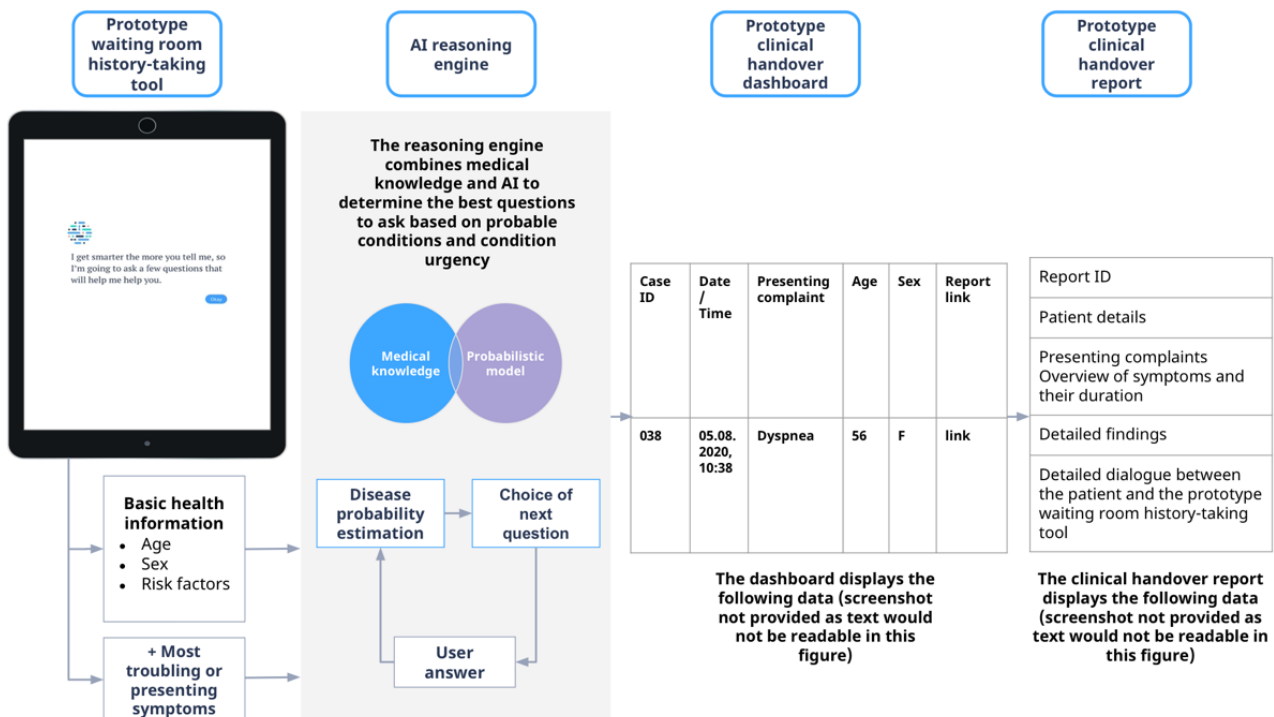 Prototype
waiting room
history-taking
tool
AI reasoning
engine
Prototype
clinical
handover
dashboard
Prototype
clinical
handover
report
I get smarter the more you tell me, so
I'm going to ask a few questions that
will help me help you.
Okay
Basic health
information
• Age
• Sex
• Risk factors
+ Most
troubling or
presenting
symptoms
The reasoning engine
combines medical
knowledge and AI to
determine the best questions
to ask based on probable
conditions and condition
urgency
Medical
knowledge
Probabilistic
model
Disease
probability
estimation
Choice of
next
question
User
answer
Case
ID
Date
/
Time
Presenting
complaint
Age
Sex
Report
link
038
05.08.
2020,
10:38
Dyspnea
56
F
link
The dashboard displays the
following data (screenshot
not provided as text would
not be readable in this
figure)
Report ID
Patient details
Presenting complaints
Overview of symptoms and
their duration
Detailed findings
Detailed dialogue between
the patient and the prototype
waiting room history-taking
tool
The clinical handover report
displays the following data
(screenshot not provided as
text would not be readable in
this figure)